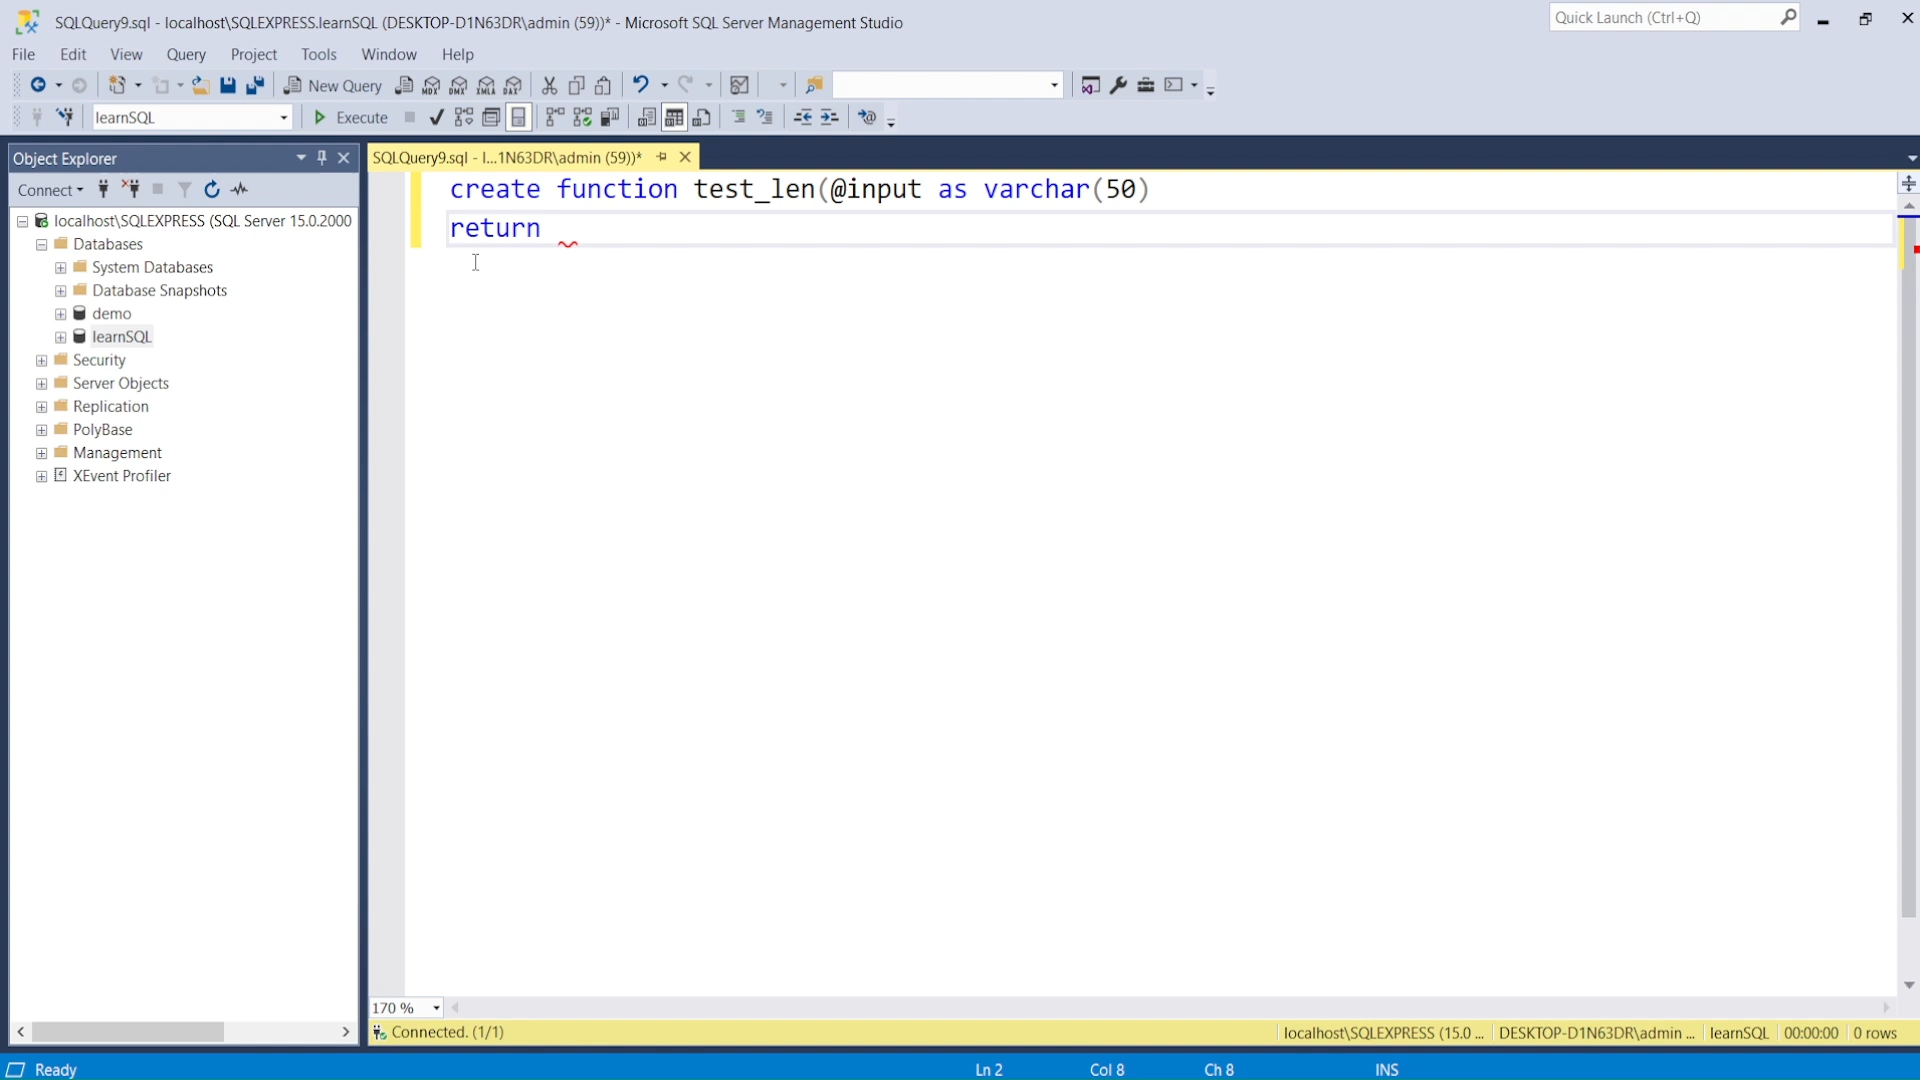 SQLQuery9.sql - localhost\SQLEXPRESS.learnSQL (DESKTOP-D1N63DR\admin (59))* - Microsoft SQL Server Management Studio
Quick Launch (Ctrl+Q)
File Edit View Query Project Tools Window Help
New Query MDX DMX XMLA DAX
learnSQL Execute
Object Explorer
SQLQuery9.sql - l...1N63DR\admin (59))*
Connect
create function test_len(@input as varchar(50)
return
localhost\SQLEXPRESS (SQL Server 15.0.2000
Databases
System Databases
Database Snapshots
demo
learnSQL
Security
Server Objects
Replication
PolyBase
Management
XEvent Profiler
170 %
Connected. (1/1)
localhost\SQLEXPRESS (15.0 ... DESKTOP-D1N63DR\admin ... learnSQL 00:00:00 0 rows
Ready Ln 2 Col 8 Ch 8 INS